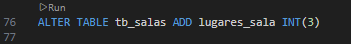 ▷Run
76 ALTER TABLE tb_salas ADD lugares_sala INT(3)
77